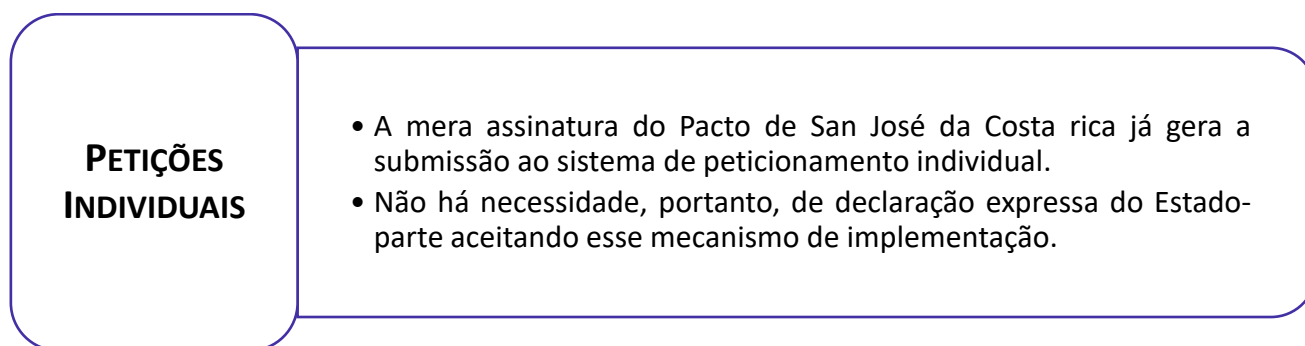 PETIÇÕES
INDIVIDUAIS
• A mera assinatura do Pacto de San José da Costa rica já gera a
submissão ao sistema de peticionamento individual.
• Não há necessidade, portanto, de declaração expressa do Estado-
parte aceitando esse mecanismo de implementação.